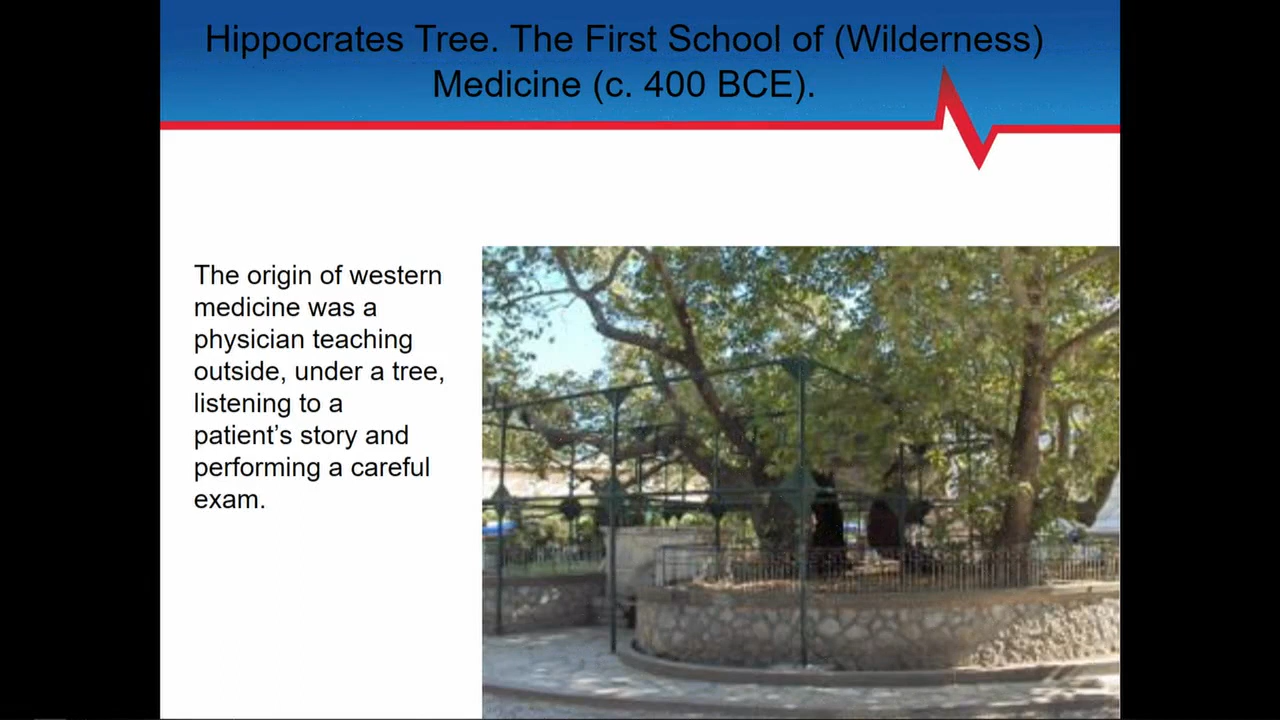 Hippocrates Tree. The First School of (Wilderness)
Medicine (c. 400 BCE).
The origin of western
medicine was a
physician teaching
outside, under a tree,
listening to a
patient's story and
performing a careful
exam.